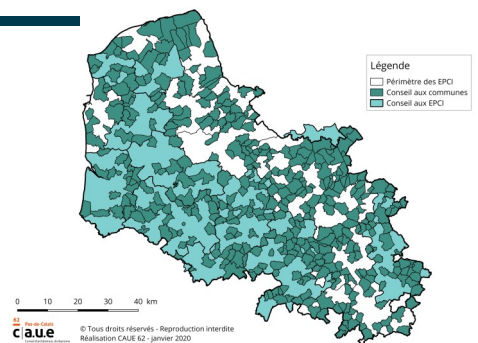 Légende
Périmètre des EPCI
Conseil aux communes
Conseil aux EPCI
0 10 20 30 40 km
62
Pas-de-Calais
c|a.u.e
© Tous droits réservés - Reproduction interdite
Réalisation CAUE 62 - janvier 2020